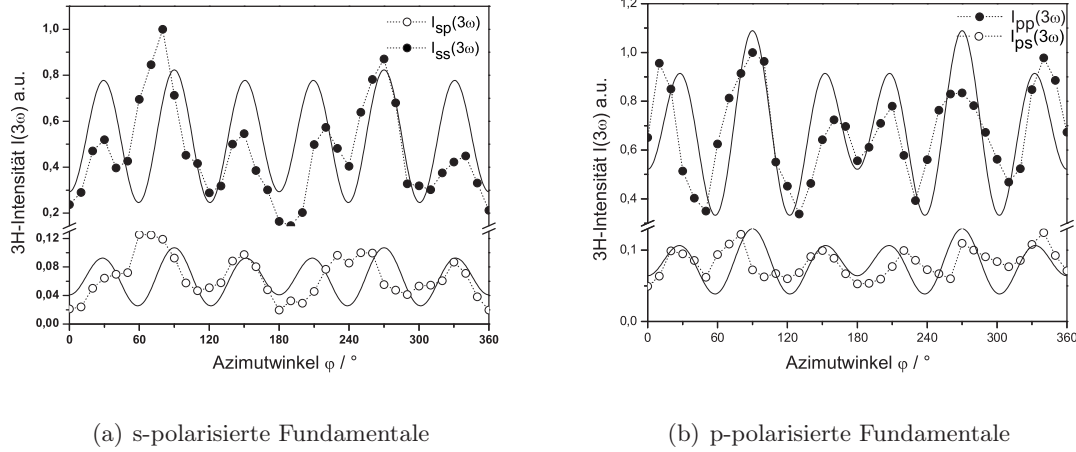 I_sp(3ω)
I_ss(3ω)
1,0
0,8
0,6
0,4
0,2
0,12
0,08
0,04
0,00
3H-Intensität I(3ω) a.u.
0 60 120 180 240 300 360
Azimutwinkel φ / °
(a) s-polarisierte Fundamentale
I_pp(3ω)
I_ps(3ω)
1,2
1,0
0,8
0,6
0,4
0,1
0,0
3H-Intensität I(3ω) a.u.
0 60 120 180 240 300 360
Azimutwinkel φ / °
(b) p-polarisierte Fundamentale